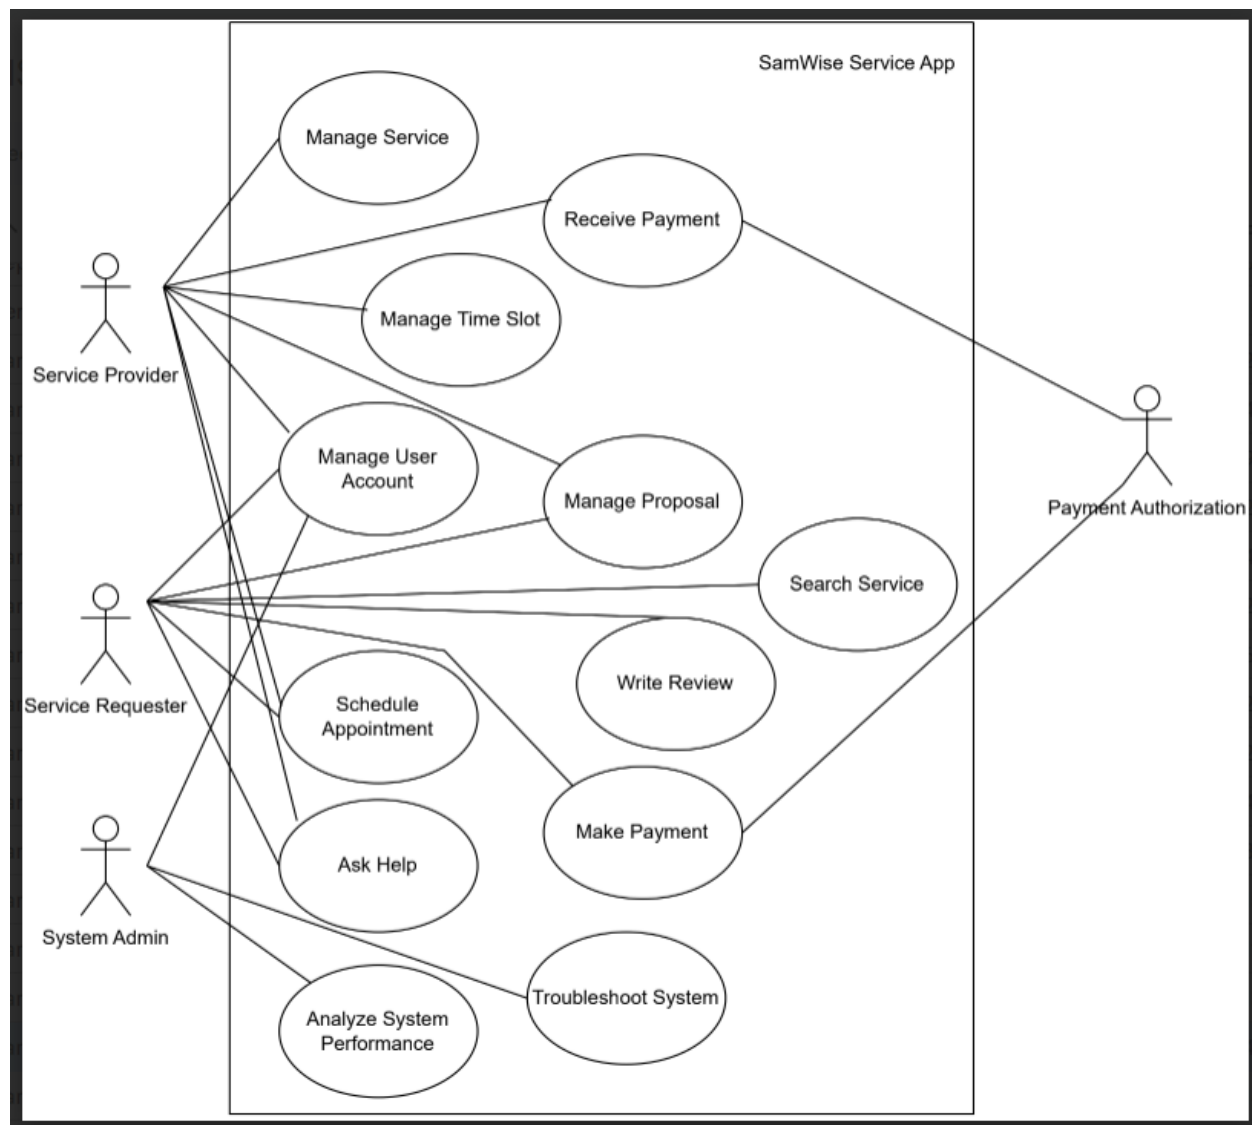 SamWise Service App
Manage Service
Receive Payment
Manage Time Slot
Service Provider
Manage User
Account
Manage Proposal
Payment Authorization
Search Service
Write Review
Service Requester
Schedule
Appointment
Make Payment
Ask Help
System Admin
Troubleshoot System
Analyze System
Performance